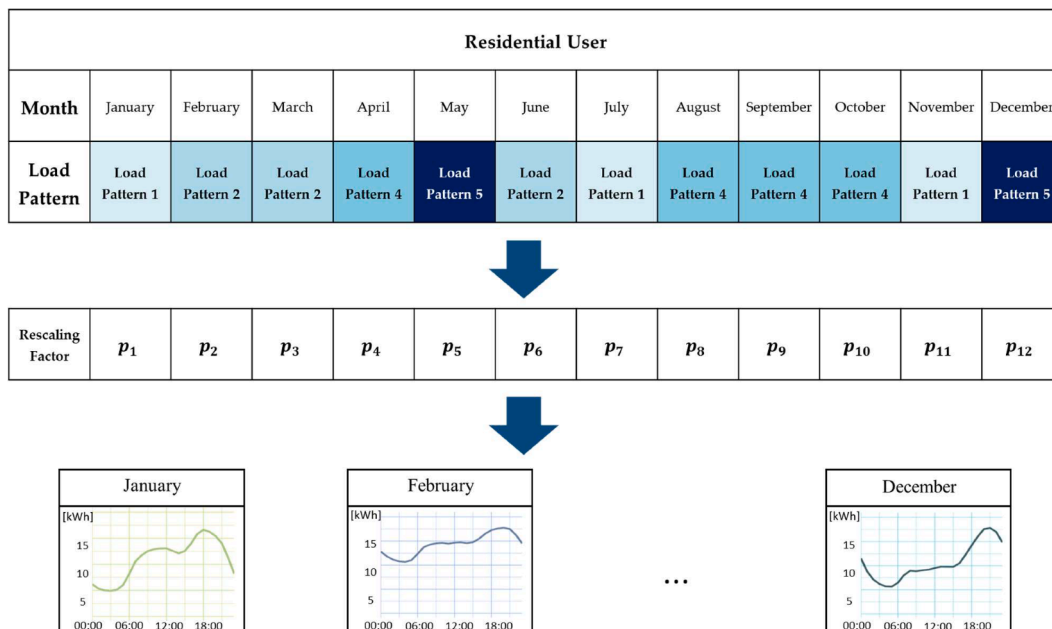 Residential User
Month January February March April May June July August September October November December
Load Load Load Load Load Load Load Load Load Load Load Load Load
Pattern Pattern 1 Pattern 2 Pattern 2 Pattern 4 Pattern 5 Pattern 2 Pattern 1 Pattern 4 Pattern 4 Pattern 4 Pattern 1 Pattern 5
Rescaling
Factor p₁ p₂ p₃ p₄ p₅ p₆ p₇ p₈ p₉ p₁₀ p₁₁ p₁₂
January February December
[kWh] [kWh] [kWh]
15 15 15
10 10 10
5 5 5
...
00:00 06:00 12:00 18:00 00:00 06:00 12:00 18:00 00:00 06:00 12:00 18:00